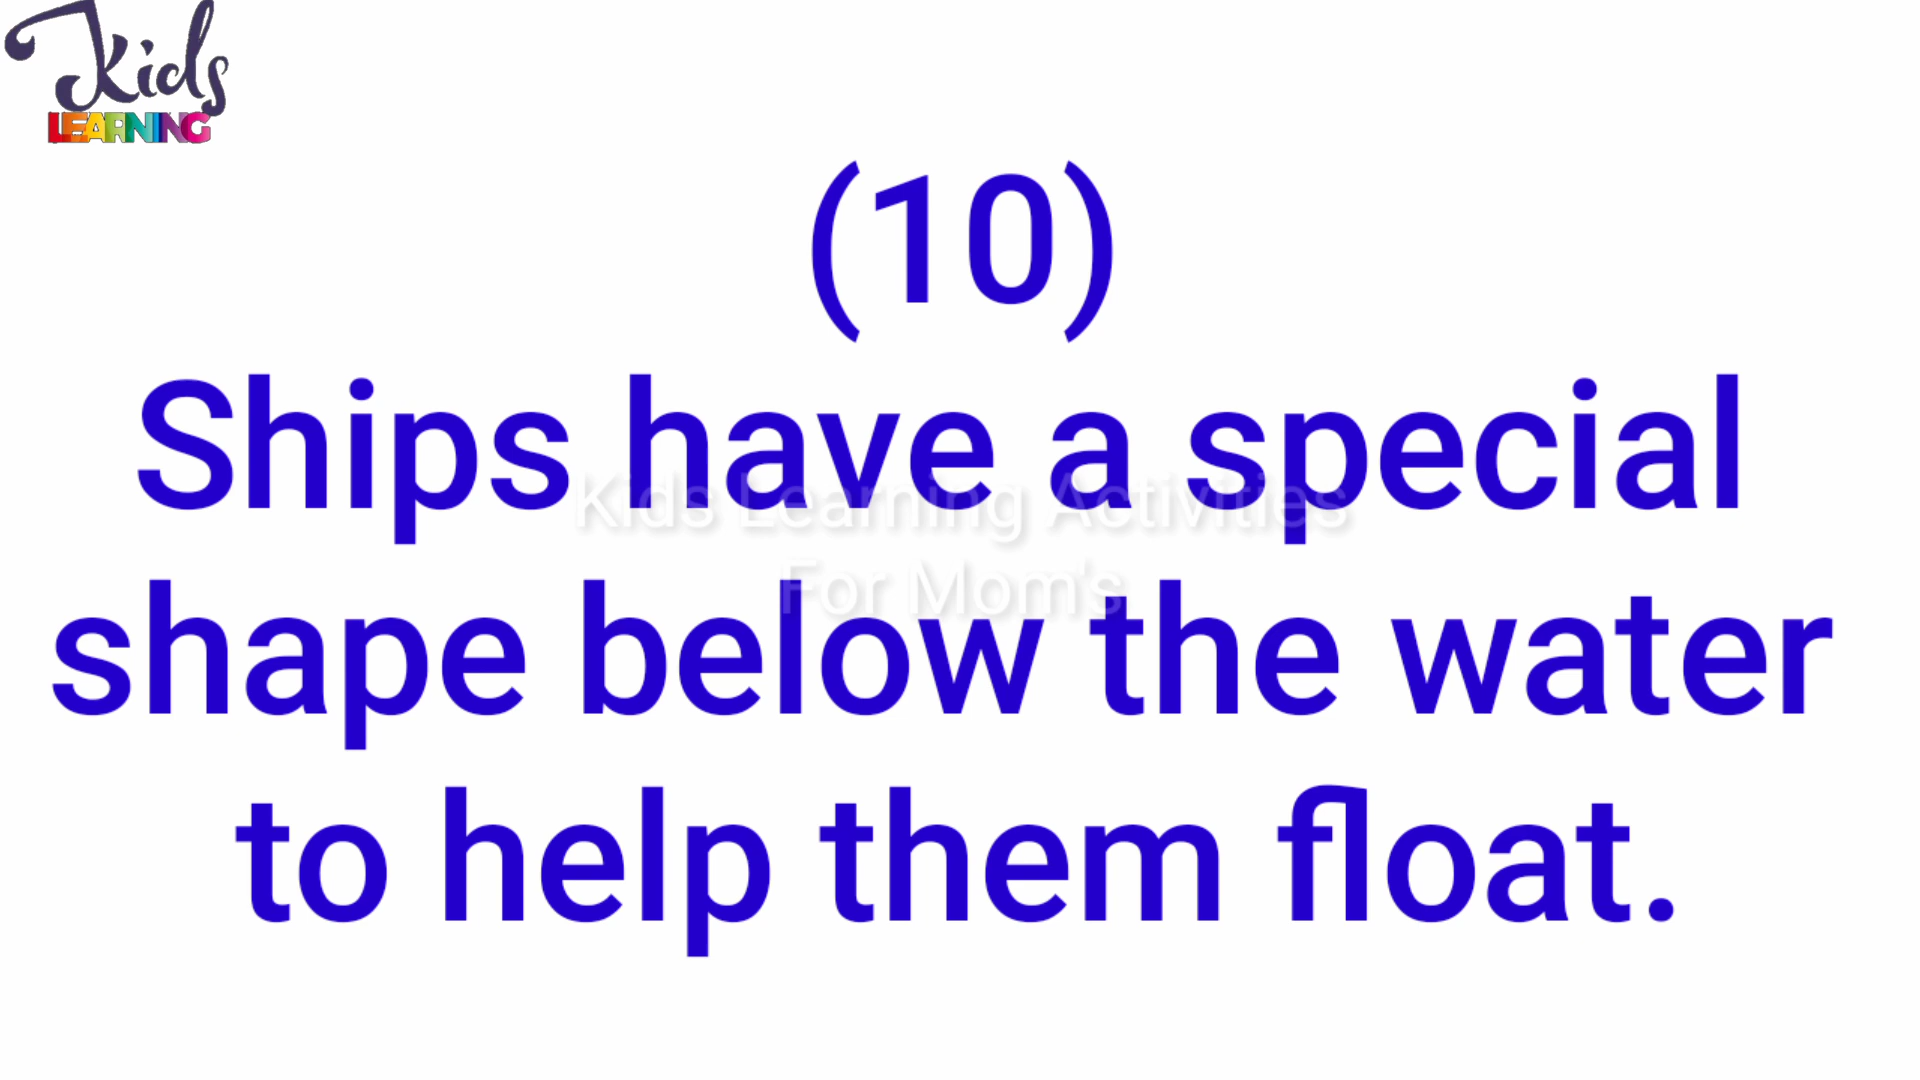 Kids
LEARNING
(10)
Ships have a special
Kids Learning Activities
For Mom's
shape below the water
to help them float.